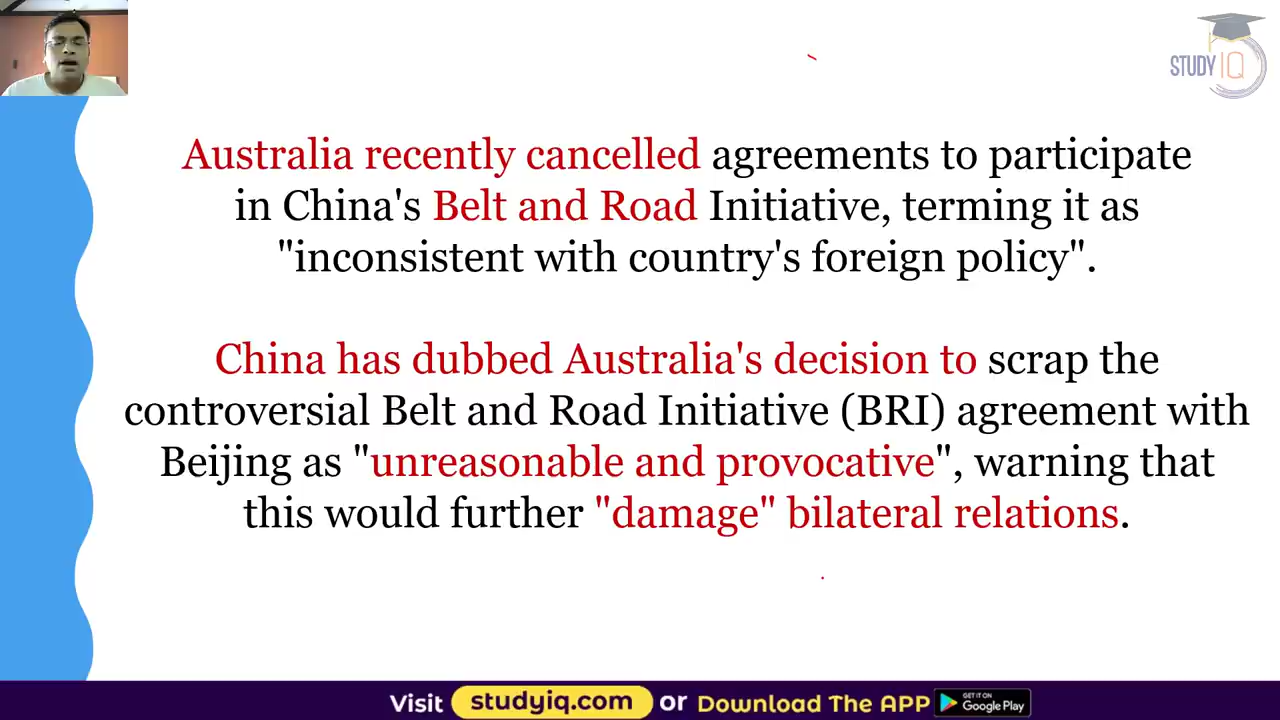 STUDY IQ
Australia recently cancelled agreements to participate
in China's Belt and Road Initiative, terming it as
"inconsistent with country's foreign policy".
China has dubbed Australia's decision to scrap the
controversial Belt and Road Initiative (BRI) agreement with
Beijing as "unreasonable and provocative", warning that
this would further "damage" bilateral relations.
Visit studyiq.com or Download The APP GET IT ON Google Play